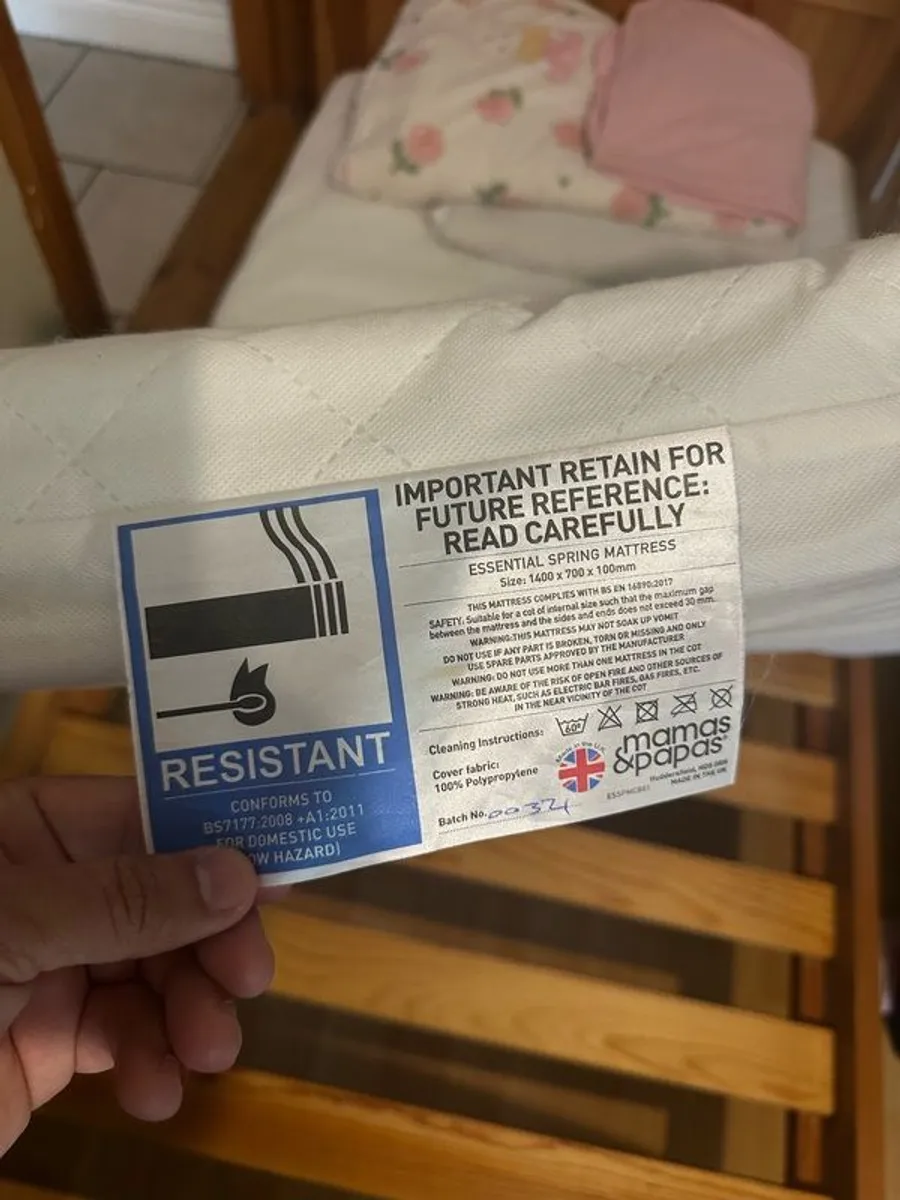 RESISTANT
CONFORMS TO
BS7177:2008 +A1:2011
FOR DOMESTIC USE
HAZARD)
IMPORTANT RETAIN FOR
FUTURE REFERENCE:
READ CAREFULLY
ESSENTIAL SPRING MATTRESS
Size: 1400 x 700 x 100mm
THIS MATTRESS COMPLIES WITH BS EN 16890:2017
SAFETY. Suitable for a cot of internal size such that the maximum gap
between the mattress and the sides and ends does not exceed 30 mm.
WARNING:THIS MATTRESS MAY NOT SOAK UP VOMIT
DO NOT USE IF ANY PART IS BROKEN, TORN OR MISSING AND ONLY
USE SPARE PARTS APPROVED BY THE MANUFACTURER
WARNING: DO NOT USE MORE THAN ONE MATTRESS IN THE COT
WARNING: BE AWARE OF THE RISK OF OPEN FIRE AND OTHER SOURCES OF
STRONG HEAT, SUCH AS ELECTRIC BAR FIRES, GAS FIRES, ETC.
IN THE NEAR VICINITY OF THE COT
Cleaning Instructions: 60°
Cover fabric:
100% Polypropylene
Made in the U.K.
mamas
&papas
Huddersfield,
MADE IN THE UK
Batch No.